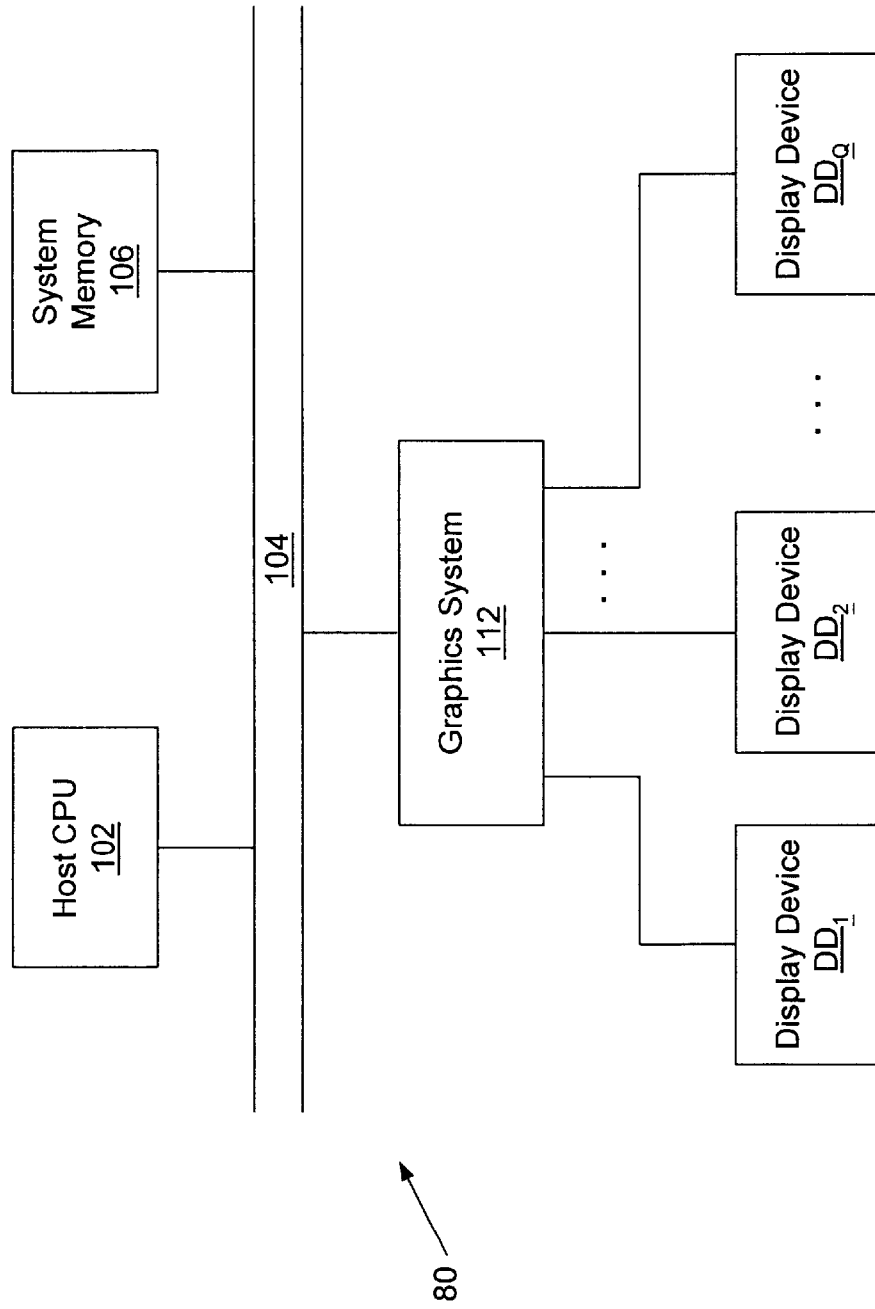 Host CPU
102
System
Memory
106
104
Graphics System
112
. . .
Display Device
DD1
Display Device
DD2
. . .
Display Device
DDQ
80